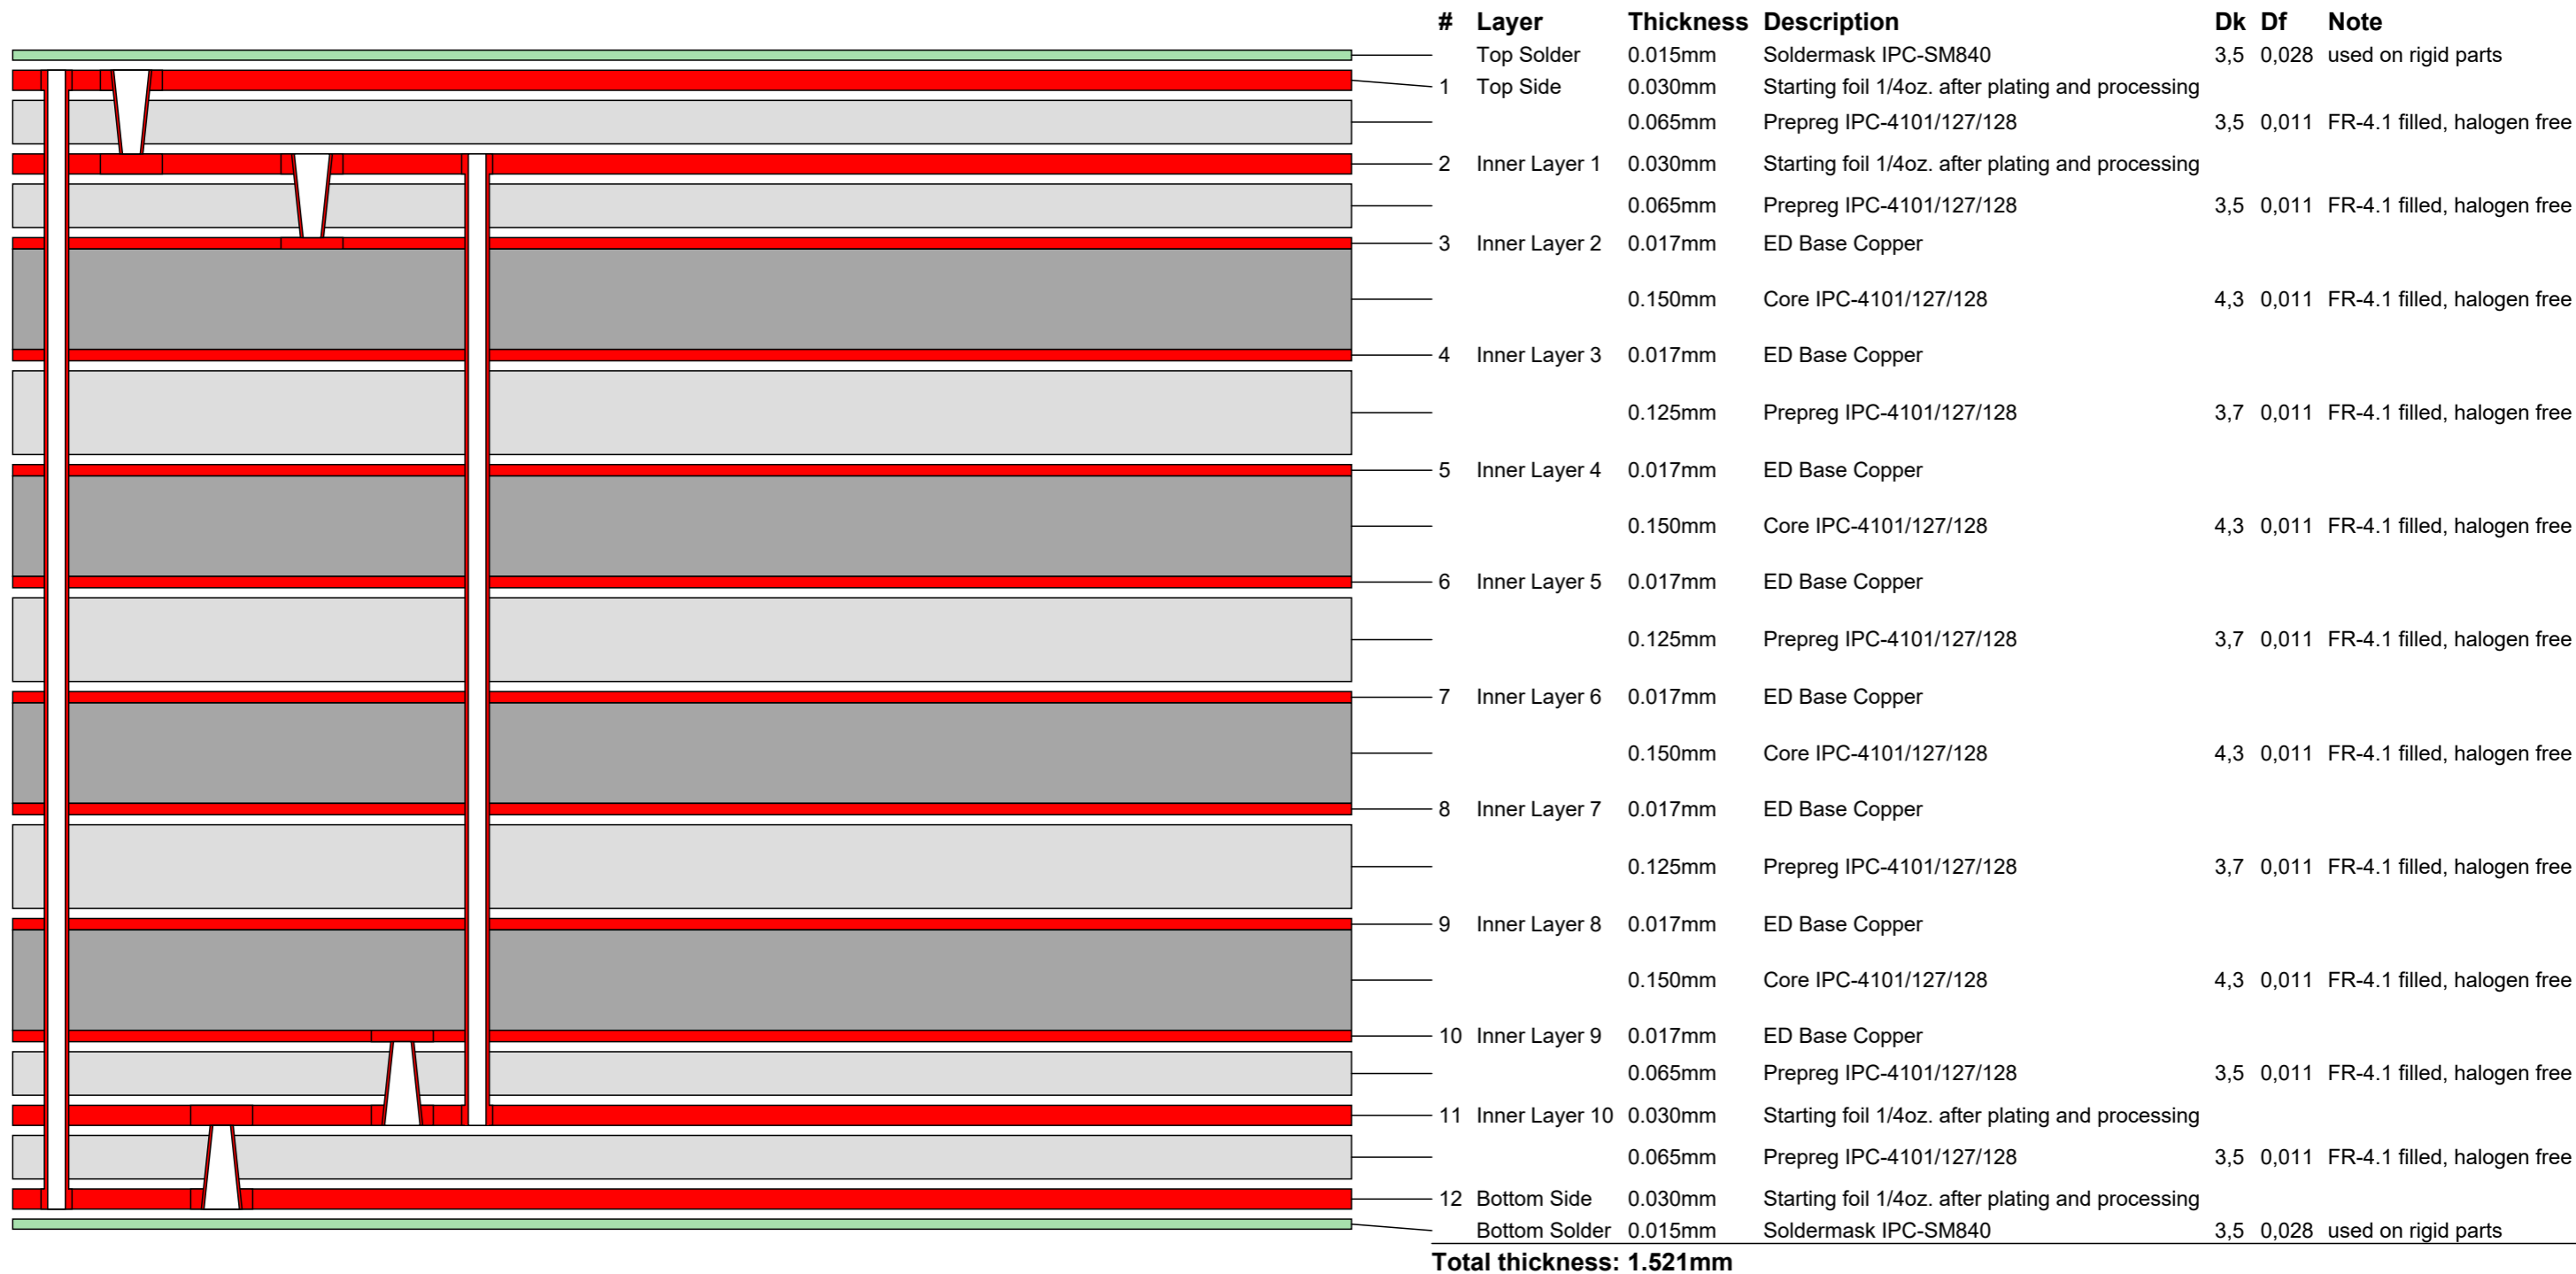 # Layer Thickness Description Dk Df Note
Top Solder 0.015mm Soldermask IPC-SM840 3,5 0,028 used on rigid parts
1 Top Side 0.030mm Starting foil 1/4oz. after plating and processing
0.065mm Prepreg IPC-4101/127/128 3,5 0,011 FR-4.1 filled, halogen free
2 Inner Layer 1 0.030mm Starting foil 1/4oz. after plating and processing
0.065mm Prepreg IPC-4101/127/128 3,5 0,011 FR-4.1 filled, halogen free
3 Inner Layer 2 0.017mm ED Base Copper
0.150mm Core IPC-4101/127/128 4,3 0,011 FR-4.1 filled, halogen free
4 Inner Layer 3 0.017mm ED Base Copper
0.125mm Prepreg IPC-4101/127/128 3,7 0,011 FR-4.1 filled, halogen free
5 Inner Layer 4 0.017mm ED Base Copper
0.150mm Core IPC-4101/127/128 4,3 0,011 FR-4.1 filled, halogen free
6 Inner Layer 5 0.017mm ED Base Copper
0.125mm Prepreg IPC-4101/127/128 3,7 0,011 FR-4.1 filled, halogen free
7 Inner Layer 6 0.017mm ED Base Copper
0.150mm Core IPC-4101/127/128 4,3 0,011 FR-4.1 filled, halogen free
8 Inner Layer 7 0.017mm ED Base Copper
0.125mm Prepreg IPC-4101/127/128 3,7 0,011 FR-4.1 filled, halogen free
9 Inner Layer 8 0.017mm ED Base Copper
0.150mm Core IPC-4101/127/128 4,3 0,011 FR-4.1 filled, halogen free
10 Inner Layer 9 0.017mm ED Base Copper
0.065mm Prepreg IPC-4101/127/128 3,5 0,011 FR-4.1 filled, halogen free
11 Inner Layer 10 0.030mm Starting foil 1/4oz. after plating and processing
0.065mm Prepreg IPC-4101/127/128 3,5 0,011 FR-4.1 filled, halogen free
12 Bottom Side 0.030mm Starting foil 1/4oz. after plating and processing
Bottom Solder 0.015mm Soldermask IPC-SM840 3,5 0,028 used on rigid parts
Total thickness: 1.521mm